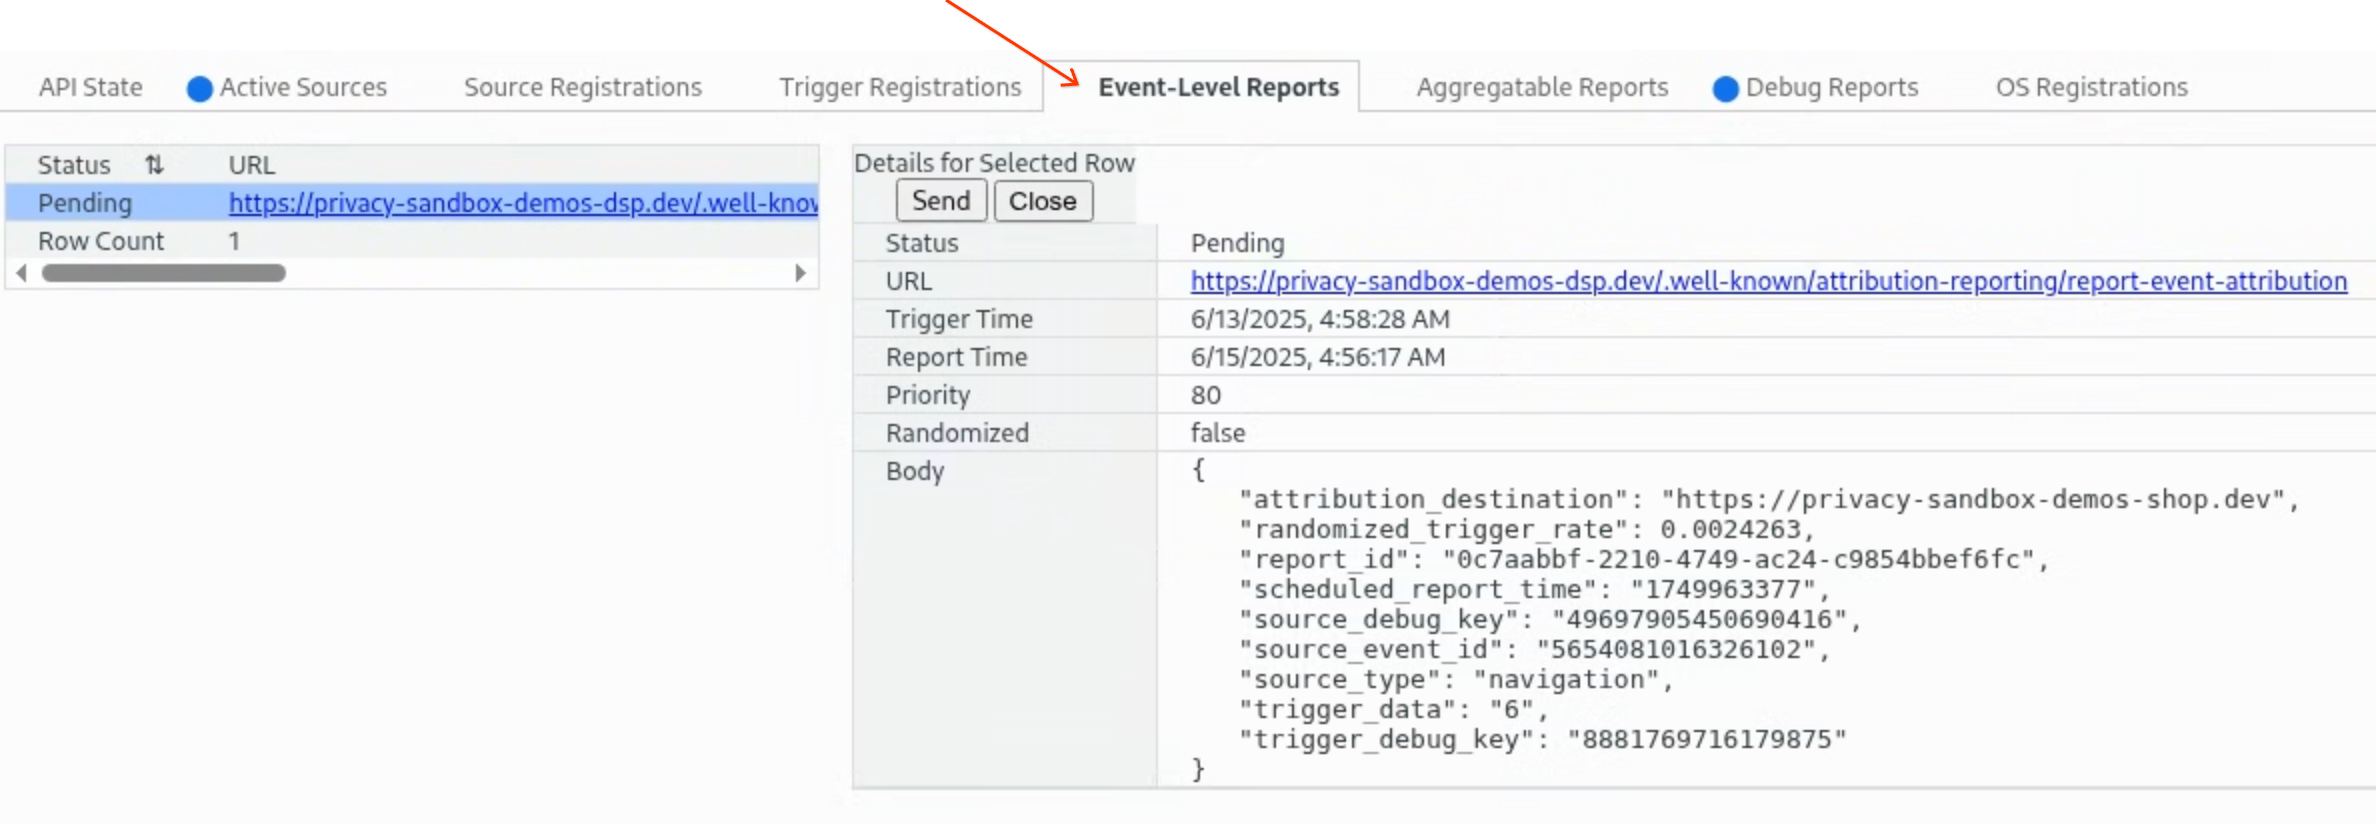 API State Active Sources Source Registrations Trigger Registrations Event-Level Reports Aggregatable Reports Debug Reports OS Registrations
Status ⇅ URL
Pending https://privacy-sandbox-demos-dsp.dev/.well-know
Row Count 1
Details for Selected Row
Send Close
Status Pending
URL https://privacy-sandbox-demos-dsp.dev/.well-known/attribution-reporting/report-event-attribution
Trigger Time 6/13/2025, 4:58:28 AM
Report Time 6/15/2025, 4:56:17 AM
Priority 80
Randomized false
Body {
"attribution_destination": "https://privacy-sandbox-demos-shop.dev",
"randomized_trigger_rate": 0.0024263,
"report_id": "0c7aabbf-2210-4749-ac24-c9854bbef6fc",
"scheduled_report_time": "1749963377",
"source_debug_key": "496979054506904​16",
"source_event_id": "5654081016326102",
"source_type": "navigation",
"trigger_data": "6",
"trigger_debug_key": "8881769716179875"
}